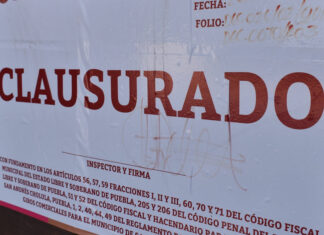 FECHA:
FOLIO:
CLAUSURADO
INSPECTOR Y FIRMA
CON FUNDAMENTO EN LOS ARTÍCULOS 56, 57, 59 FRACCIONES I, II Y III, 60, 70 Y 71 DEL CÓDIGO FISCAL
MUNICIPAL DEL ESTADO LIBRE Y SOBERANO DE PUEBLA, 205 Y 206 DEL CÓDIGO PENAL DEL
LIBRE Y SOBERANO DE PUEBLA, 51 Y 52 DEL CÓDIGO FISCAL Y HACENDARIO PAR
SAN ANDRÉS CHOLULA, PUEBLA, 1, 2, 40, 44, 49 DEL REGLAMENTO
GIROS COMERCIALES PARA EL MUNICIPIO DE S